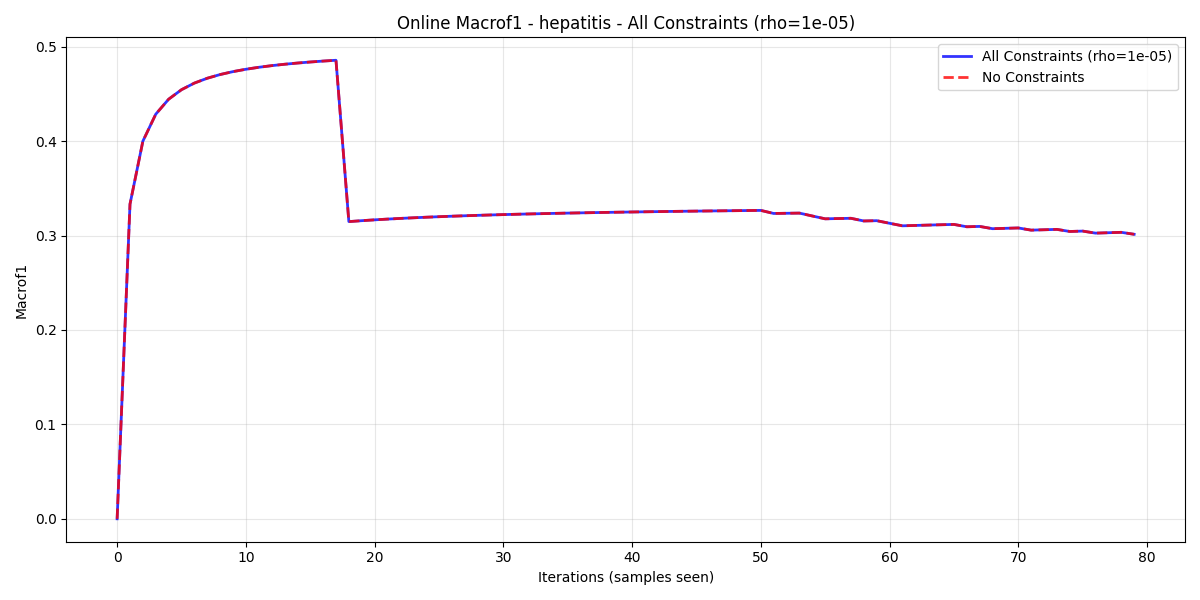 Online Macrof1 - hepatitis - All Constraints (rho=1e-05)
All Constraints (rho=1e-05)
No Constraints
Macrof1
0.5
0.4
0.3
0.2
0.1
0.0
0 10 20 30 40 50 60 70 80
Iterations (samples seen)